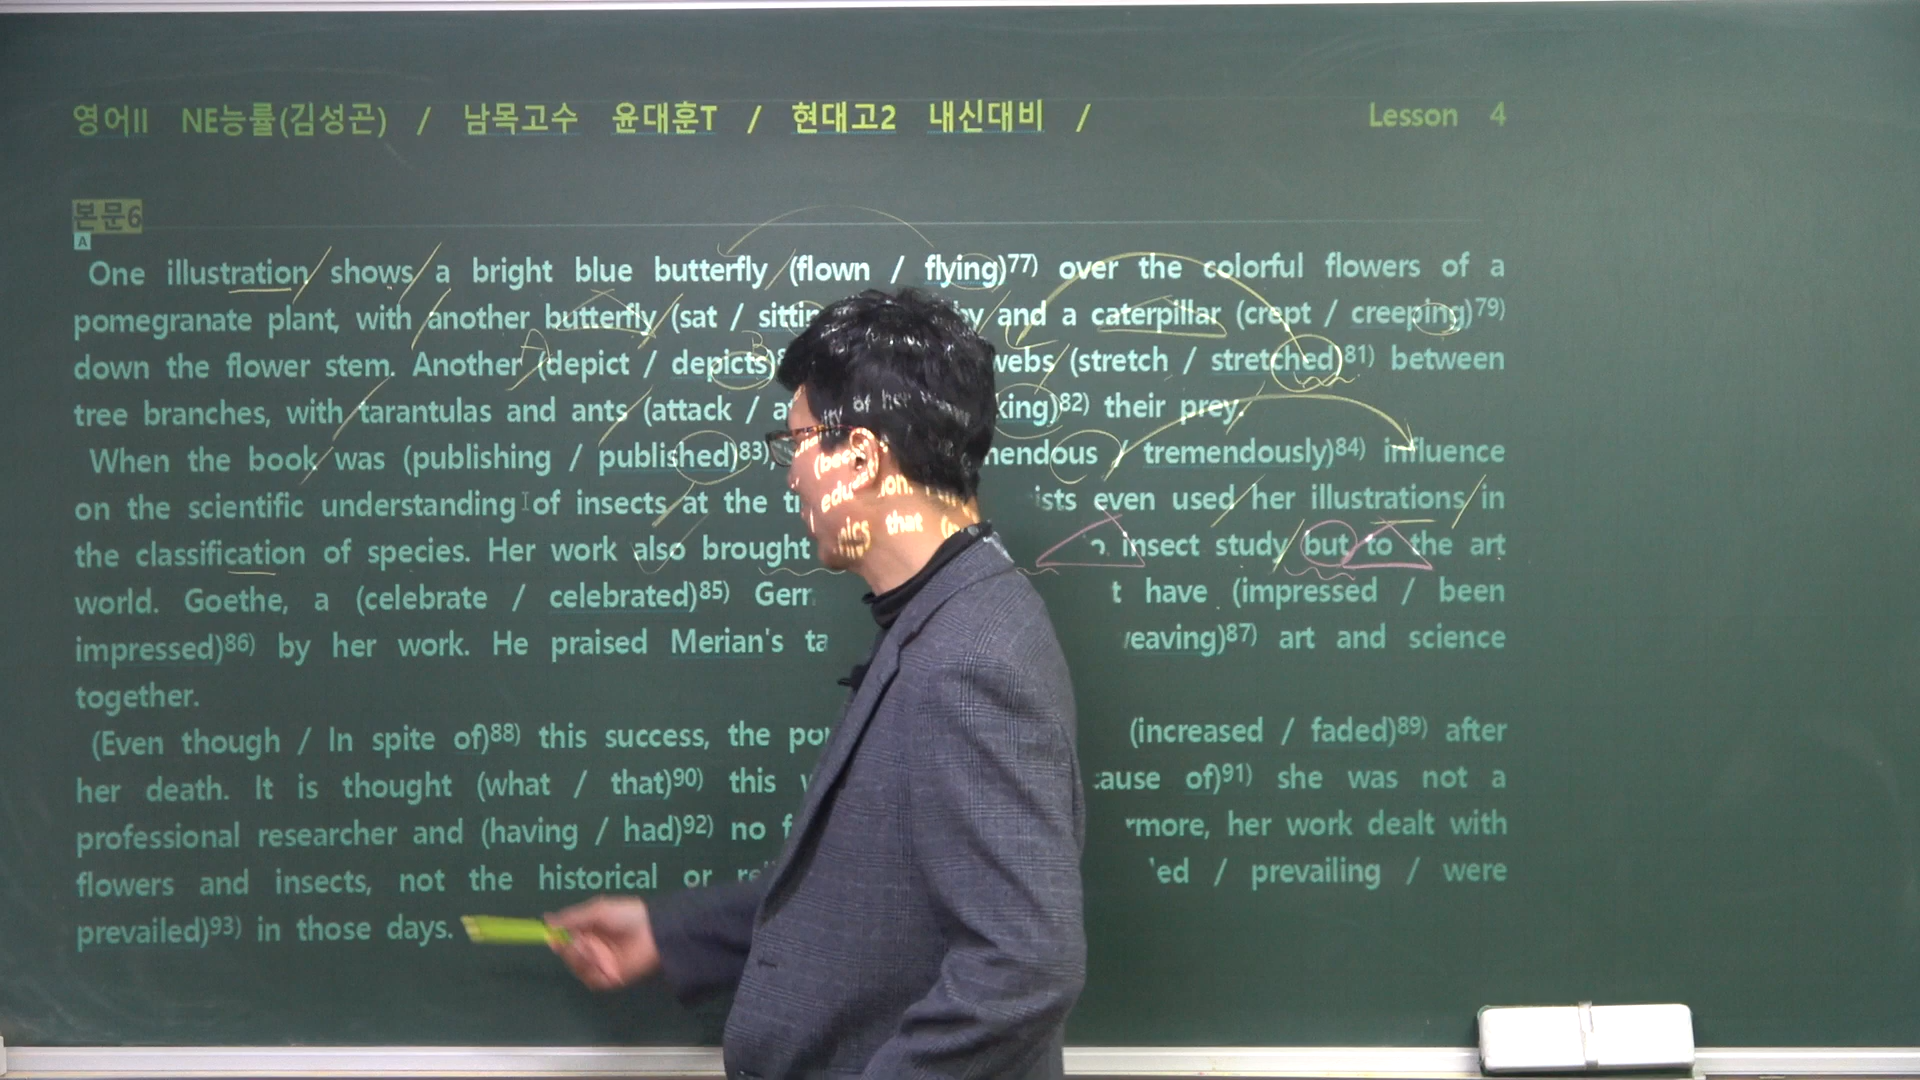 영어II NE능률(김성곤) / 남목고수 윤대훈T / 현대고2 내신대비 / Lesson 4
본문6
A
One illustration shows a bright blue butterfly (flown / flying)77) over the colorful flowers of a
pomegranate plant, with another butterfly (sat / and a caterpillar (crept / creeping)79)
down the flower stem. Another (depict / depicts) webs (stretch / stretched)81) between
tree branches, with tarantulas and ants (attack / 82) their prey.
When the book was (publishing / published)83), / tremendously)84) influence
on the scientific understanding of insects at the even used her illustrations in
the classification of species. Her work also brought insect study but to the art
world. Goethe, a (celebrate / celebrated)85) have (impressed / been
impressed)86) by her work. He praised Merian's 87) art and science
together.
(Even though / In spite of)88) this success, the (increased / faded)89) after
her death. It is thought (what / that)90) this of)91) she was not a
professional researcher and (having / had)92) no her work dealt with
flowers and insects, not the historical or / prevailing / were
prevailed)93) in those days.